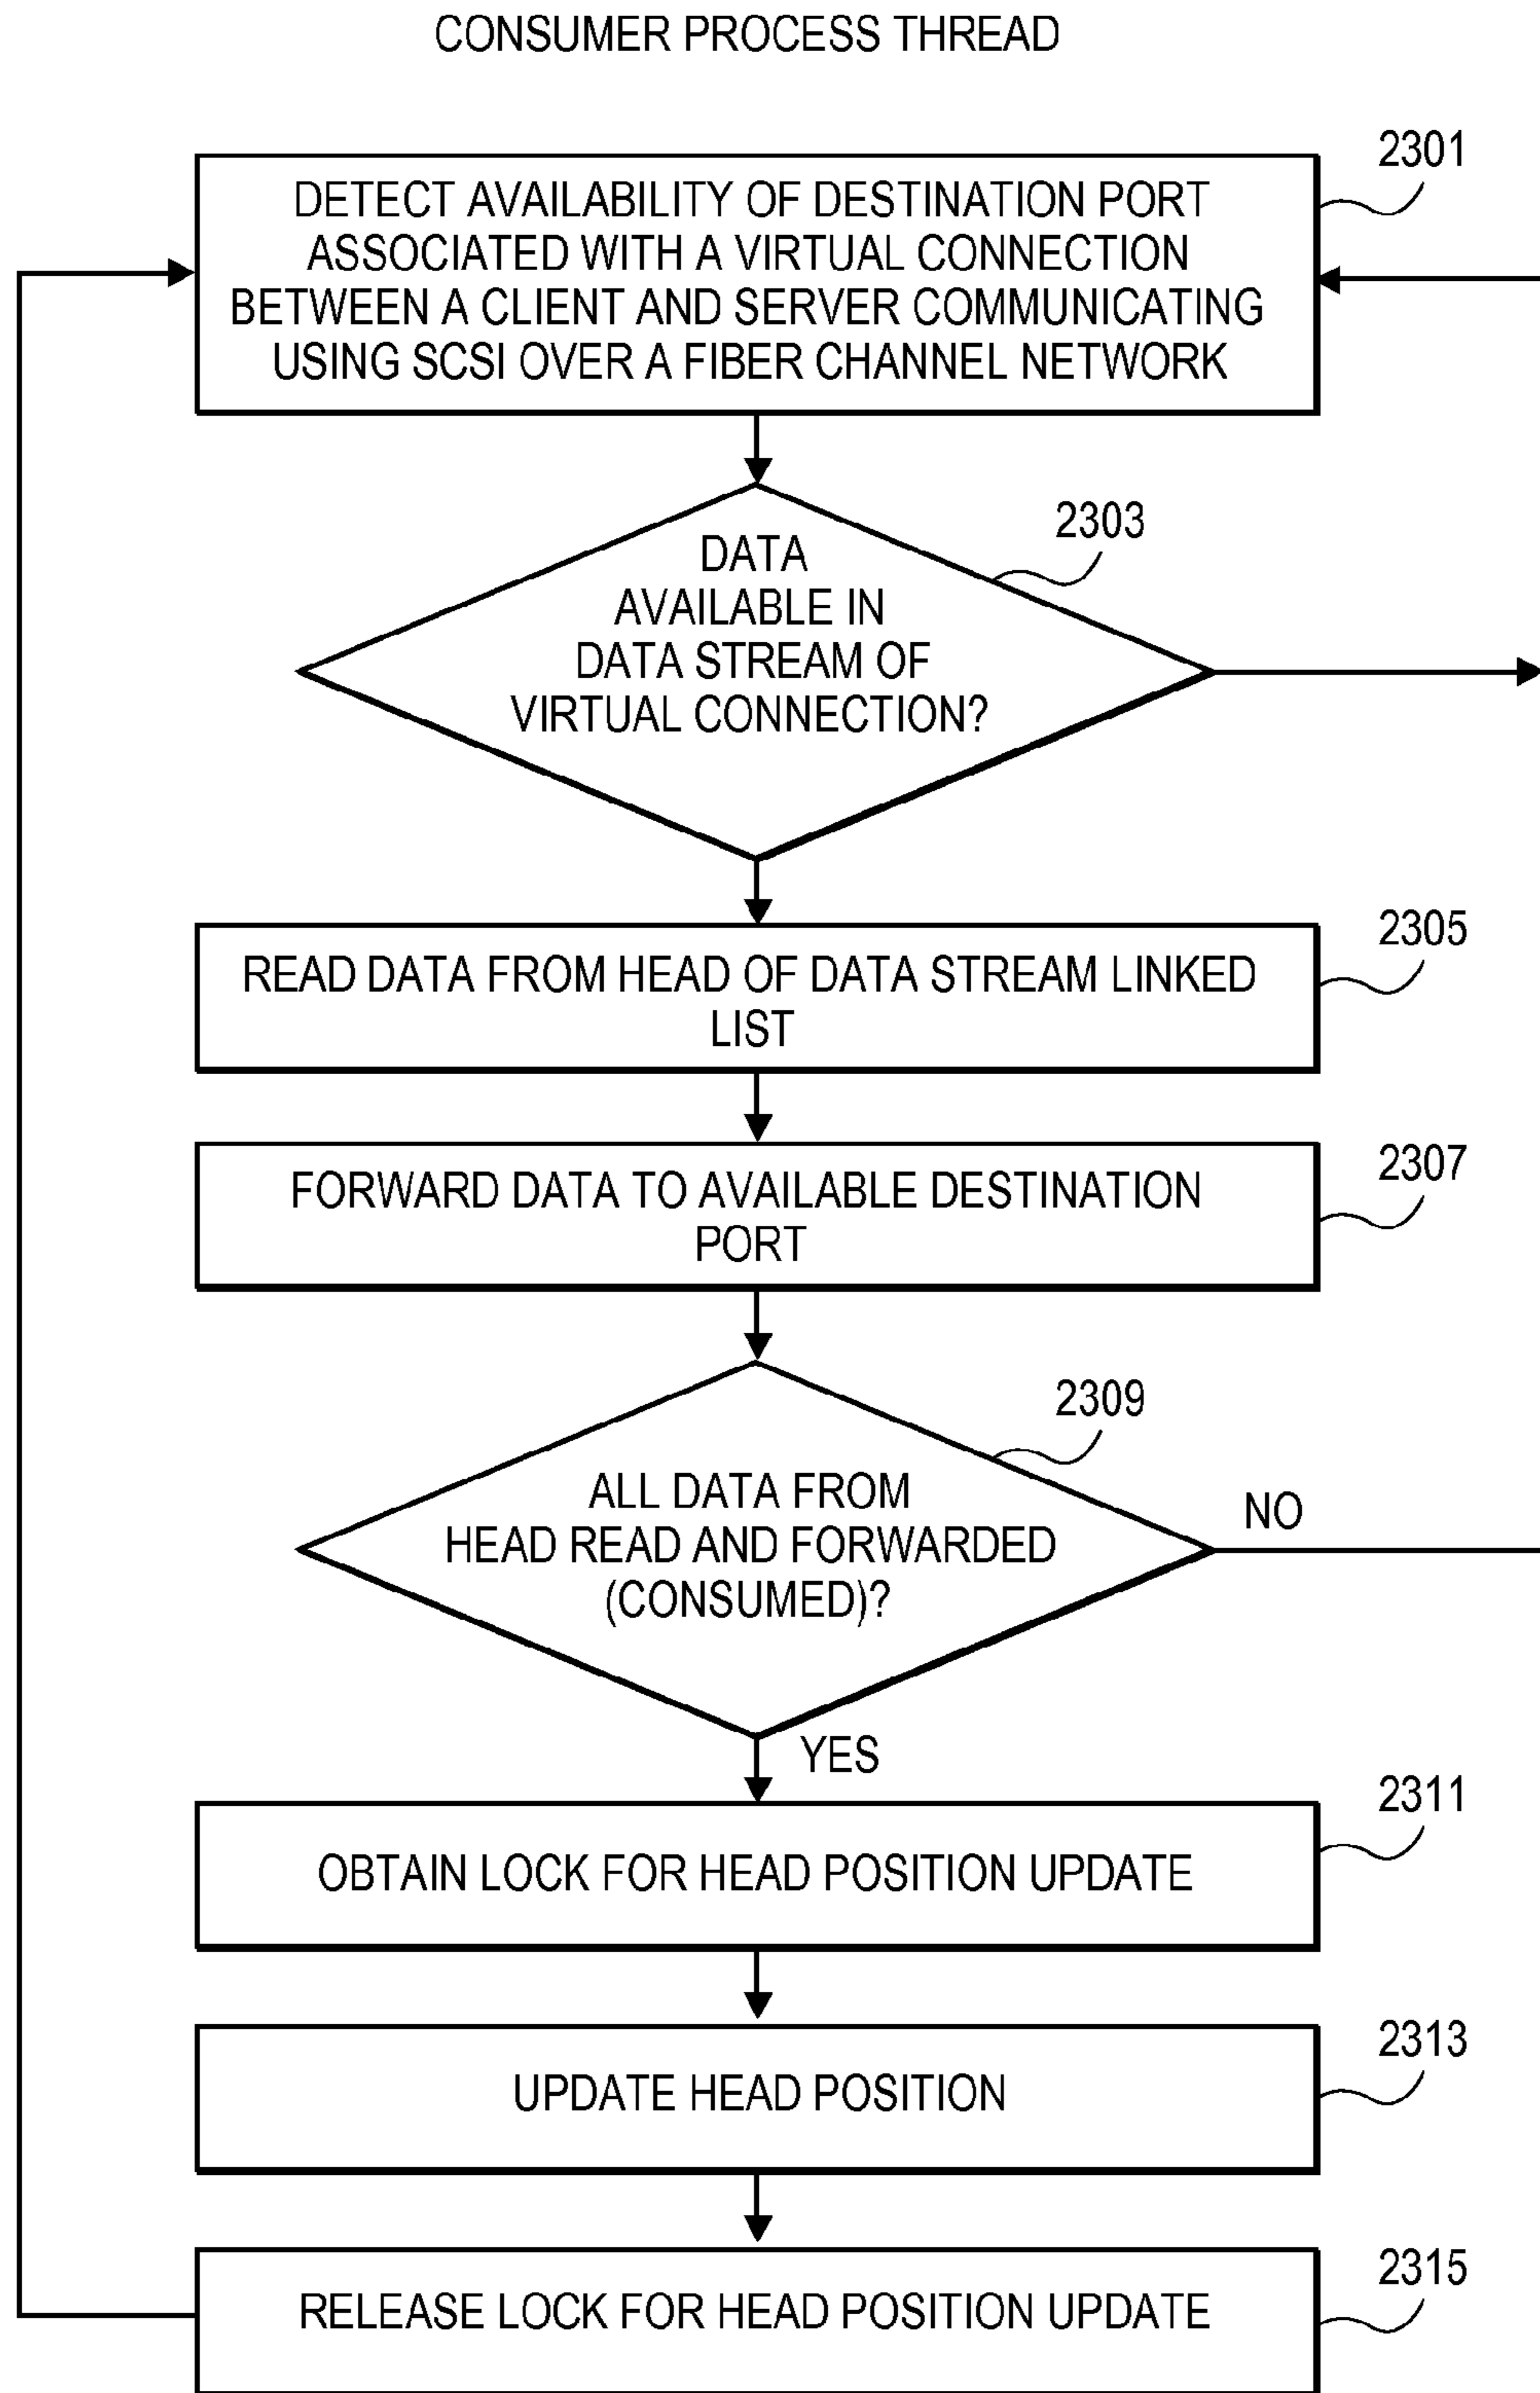 CONSUMER PROCESS THREAD
2301
DETECT AVAILABILITY OF DESTINATION PORT
ASSOCIATED WITH A VIRTUAL CONNECTION
BETWEEN A CLIENT AND SERVER COMMUNICATING
USING SCSI OVER A FIBER CHANNEL NETWORK
2303
DATA
AVAILABLE IN
DATA STREAM OF
VIRTUAL CONNECTION?
2305
READ DATA FROM HEAD OF DATA STREAM LINKED
LIST
2307
FORWARD DATA TO AVAILABLE DESTINATION
PORT
2309
ALL DATA FROM
HEAD READ AND FORWARDED
(CONSUMED)?
NO
YES
2311
OBTAIN LOCK FOR HEAD POSITION UPDATE
2313
UPDATE HEAD POSITION
2315
RELEASE LOCK FOR HEAD POSITION UPDATE